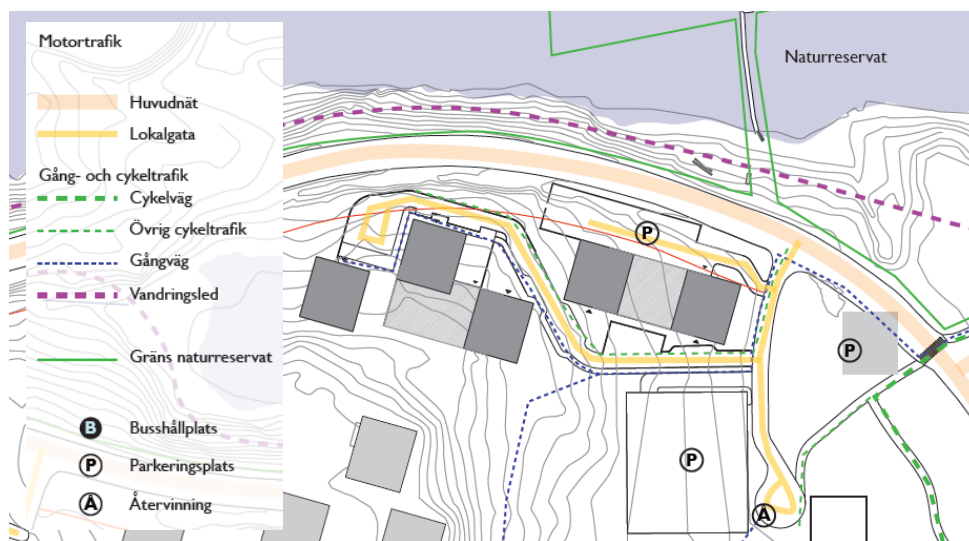 Motortrafik
Huvudnät
Lokalgata
Gång- och cykeltrafik
Cykelväg
Övrig cykeltrafik
Gångväg
Vandringsled
Gräns naturreservat
B Busshållplats
P Parkeringsplats
Å Återvinning
Naturreservat
P
P
P
Å